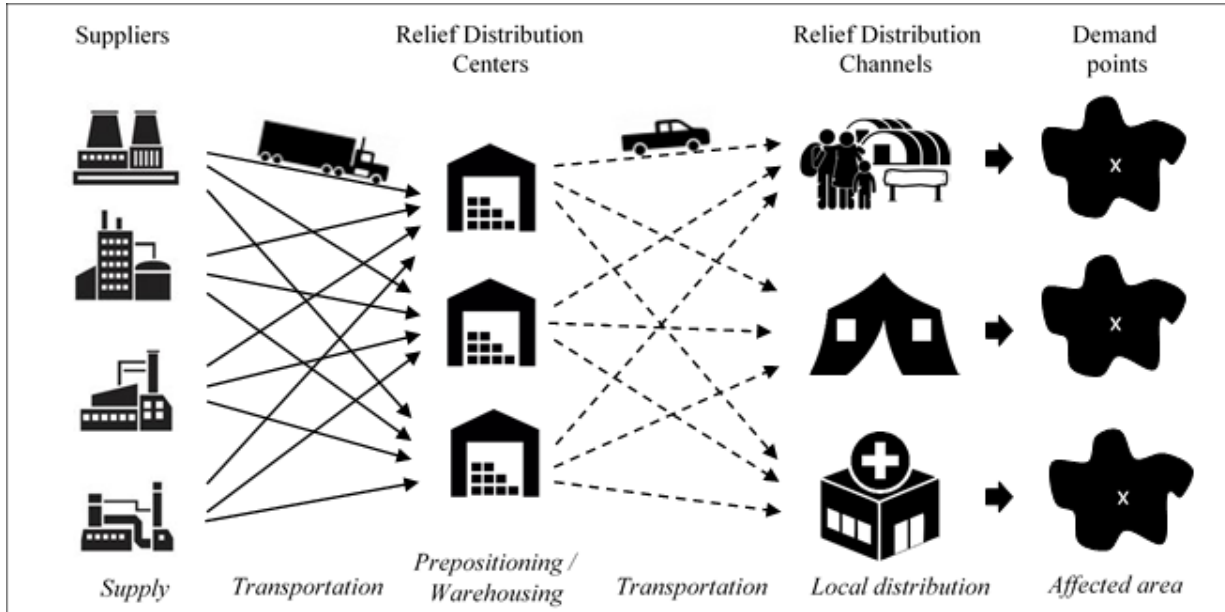 Suppliers
Relief Distribution
Centers
Relief Distribution
Channels
Demand
points
X
X
X
Supply
Transportation
Prepositioning /
Warehousing
Transportation
Local distribution
Affected area